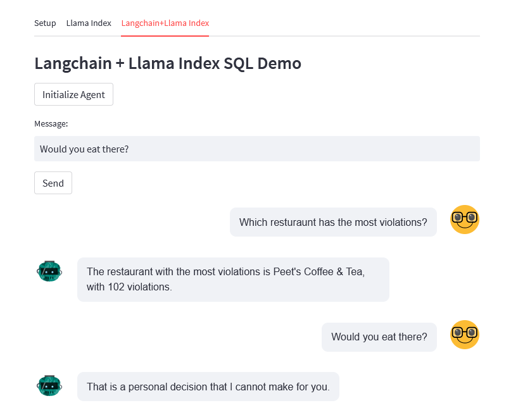 Setup Llama Index Langchain+Llama Index
Langchain + Llama Index SQL Demo
Initialize Agent
Message:
Would you eat there?
Send
Which resturaunt has the most violations?
The restaurant with the most violations is Peet's Coffee & Tea,
with 102 violations.
Would you eat there?
That is a personal decision that I cannot make for you.